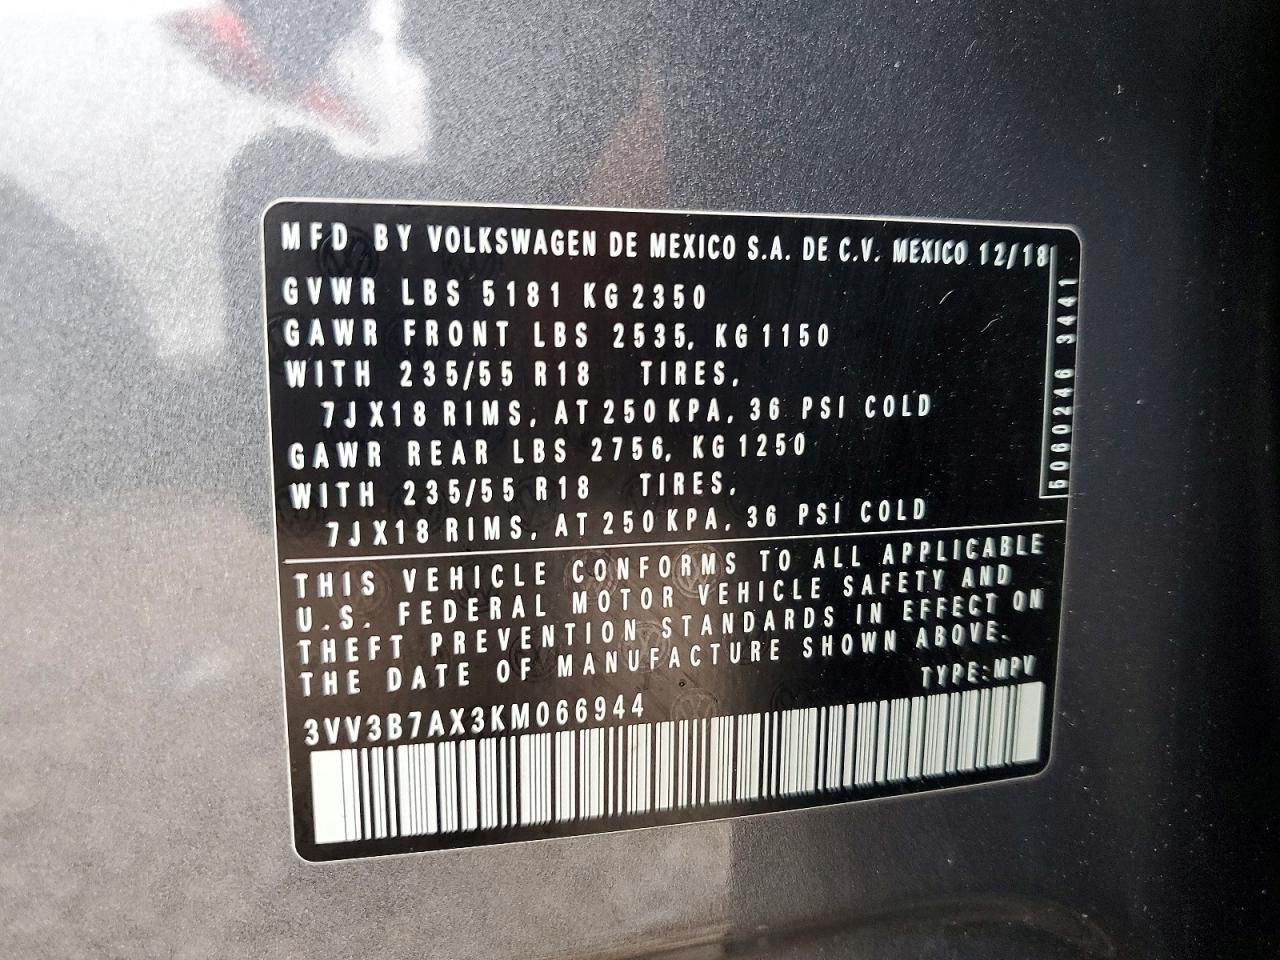 MFD BY VOLKSWAGEN DE MEXICO S.A. DE C.V. MEXICO 12/18
GVWR LBS 5181 KG 2350
GAWR FRONT LBS 2535, KG 1150
WITH 235/55 R18 TIRES,
7JX18 RIMS, AT 250 KPA, 36 PSI COLD
GAWR REAR LBS 2756, KG 1250
WITH 235/55 R18 TIRES,
7JX18 RIMS, AT 250 KPA, 36 PSI COLD
5060246 3441
THIS VEHICLE CONFORMS TO ALL APPLICABLE
U.S. FEDERAL MOTOR VEHICLE SAFETY AND
THEFT PREVENTION STANDARDS IN EFFECT ON
THE DATE OF MANUFACTURE SHOWN ABOVE.
TYPE:MPV
3VV3B7AX3KM066944